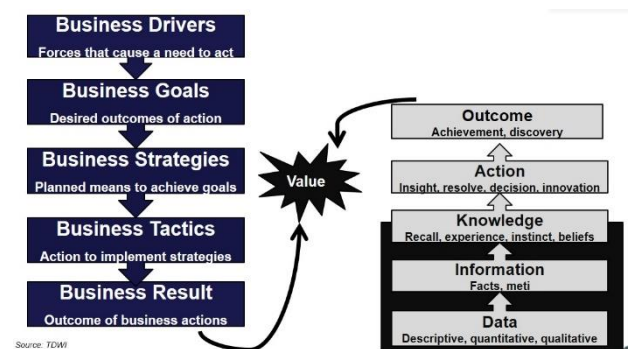 Business Drivers
Forces that cause a need to act
Business Goals
Desired outcomes of action
Business Strategies
Planned means to achieve goals
Business Tactics
Action to implement strategies
Business Result
Outcome of business actions
Source: TDWI
Value
Outcome
Achievement, discovery
Action
Insight, resolve, decision, innovation
Knowledge
Recall, experience, instinct, beliefs
Information
Facts, meti
Data
Descriptive, quantitative, qualitative